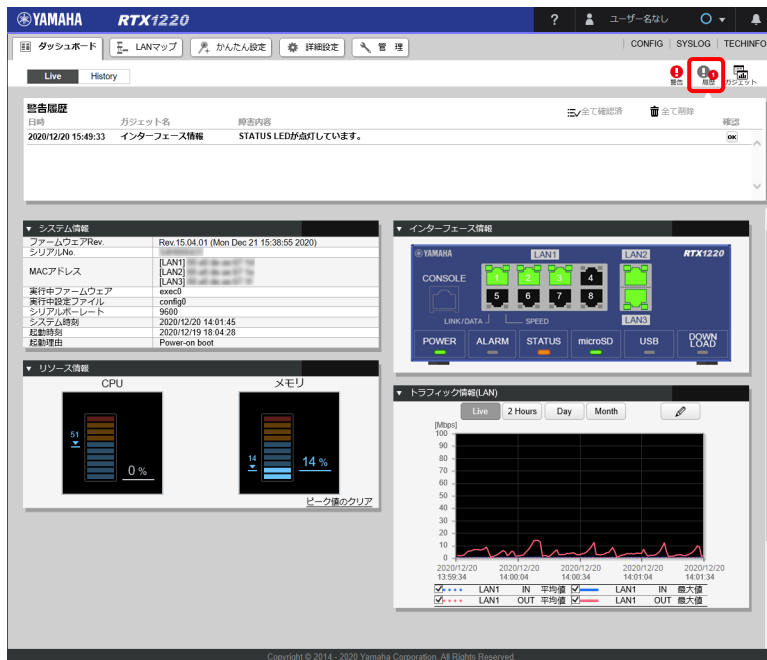 YAMAHA RTX1220 ? ユーザー名なし
ダッシュボード LANマップ かんたん設定 詳細設定 管 理 CONFIG SYSLOG TECHINFO
Live History 警告 履歴 ガジェット
警告履歴 全て確認済 全て削除
日時 ガジェット名 障害内容 確認
2020/12/20 15:49:33 インターフェース情報 STATUS LEDが点灯しています。 OK
▼ システム情報
ファームウェアRev. Rev.15.04.01 (Mon Dec 21 15:38:55 2020)
シリアルNo.
MACアドレス
[LAN1]
[LAN2]
[LAN3]
実行中ファームウェア exec0
実行中設定ファイル config0
シリアルボーレート 9600
システム時刻 2020/12/20 14:01:45
起動時刻 2020/12/19 18:04:28
起動理由 Power-on boot
▼ リソース情報
CPU メモリ
51
0 %
14
14 %
ピーク値のクリア
▼ インターフェース情報
YAMAHA LAN1 LAN2 RTX1220
CONSOLE 1 2 3 4
5 6 7 8
LINK/DATA SPEED LAN3
POWER ALARM STATUS microSD USB DOWN
LOAD
▼ トラフィック情報(LAN)
Live 2 Hours Day Month
[Mbps]
100
90
80
70
60
50
40
30
20
10
0
2020/12/20 2020/12/20 2020/12/20 2020/12/20 2020/12/20
13:59:34 14:00:04 14:00:34 14:01:04 14:01:34
LAN1 IN 平均値 LAN1 IN 最大値
LAN1 OUT 平均値 LAN1 OUT 最大値
Copyright © 2014 - 2020 Yamaha Corporation. All Rights Reserved.